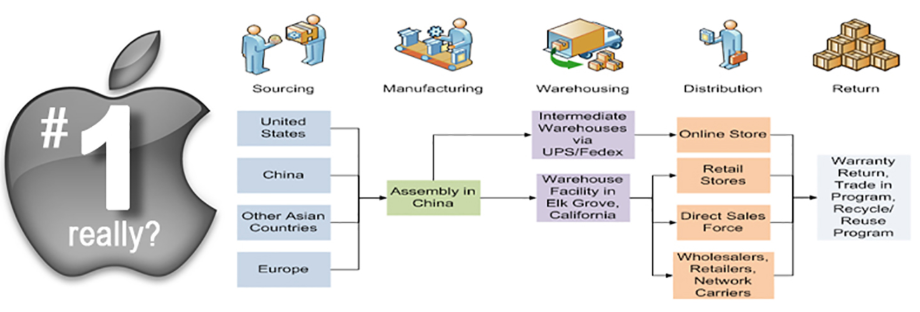 #1
really?
Sourcing
Manufacturing
Warehousing
Distribution
Return
United
States
China
Other Asian
Countries
Europe
Assembly in
China
Intermediate
Warehouses
via
UPS/Fedex
Warehouse
Facility in
Elk Grove,
California
Online Store
Retail
Stores
Direct Sales
Force
Wholesalers,
Retailers,
Network
Carriers
Warranty
Return,
Trade in
Program,
Recycle/
Reuse
Program